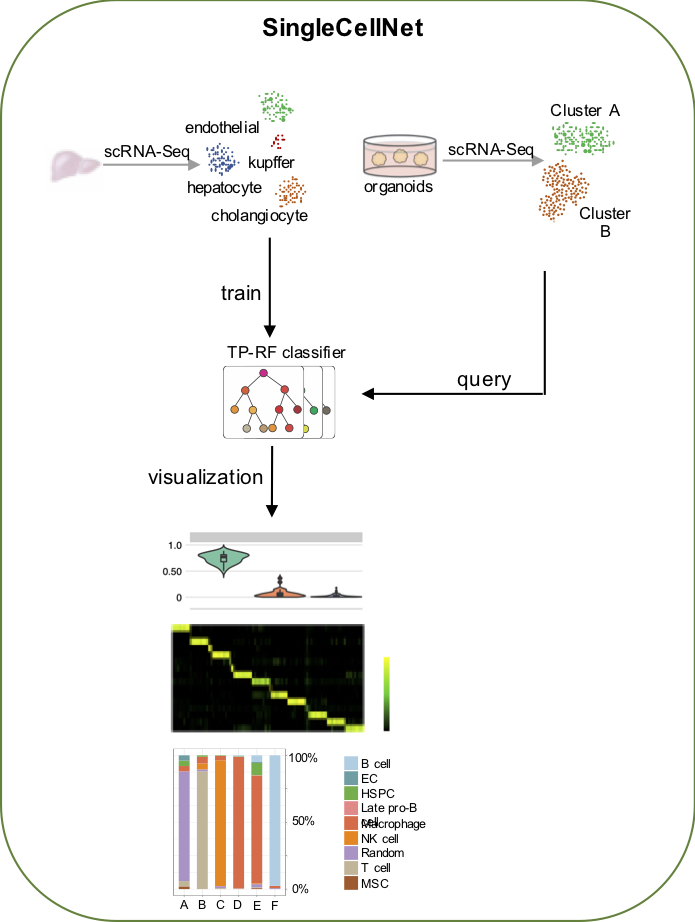 SingleCellNet
endothelial
scRNA-Seq
kupffer
hepatocyte
cholangiocyte
scRNA-Seq
organoids
Cluster A
Cluster
B
train
TP-RF classifier
query
visualization
1.0
0.50
0
100%
50%
0%
A B C D E F
B cell
EC
HSPC
Late pro-B
cell
Macrophage
NK cell
Random
T cell
MSC